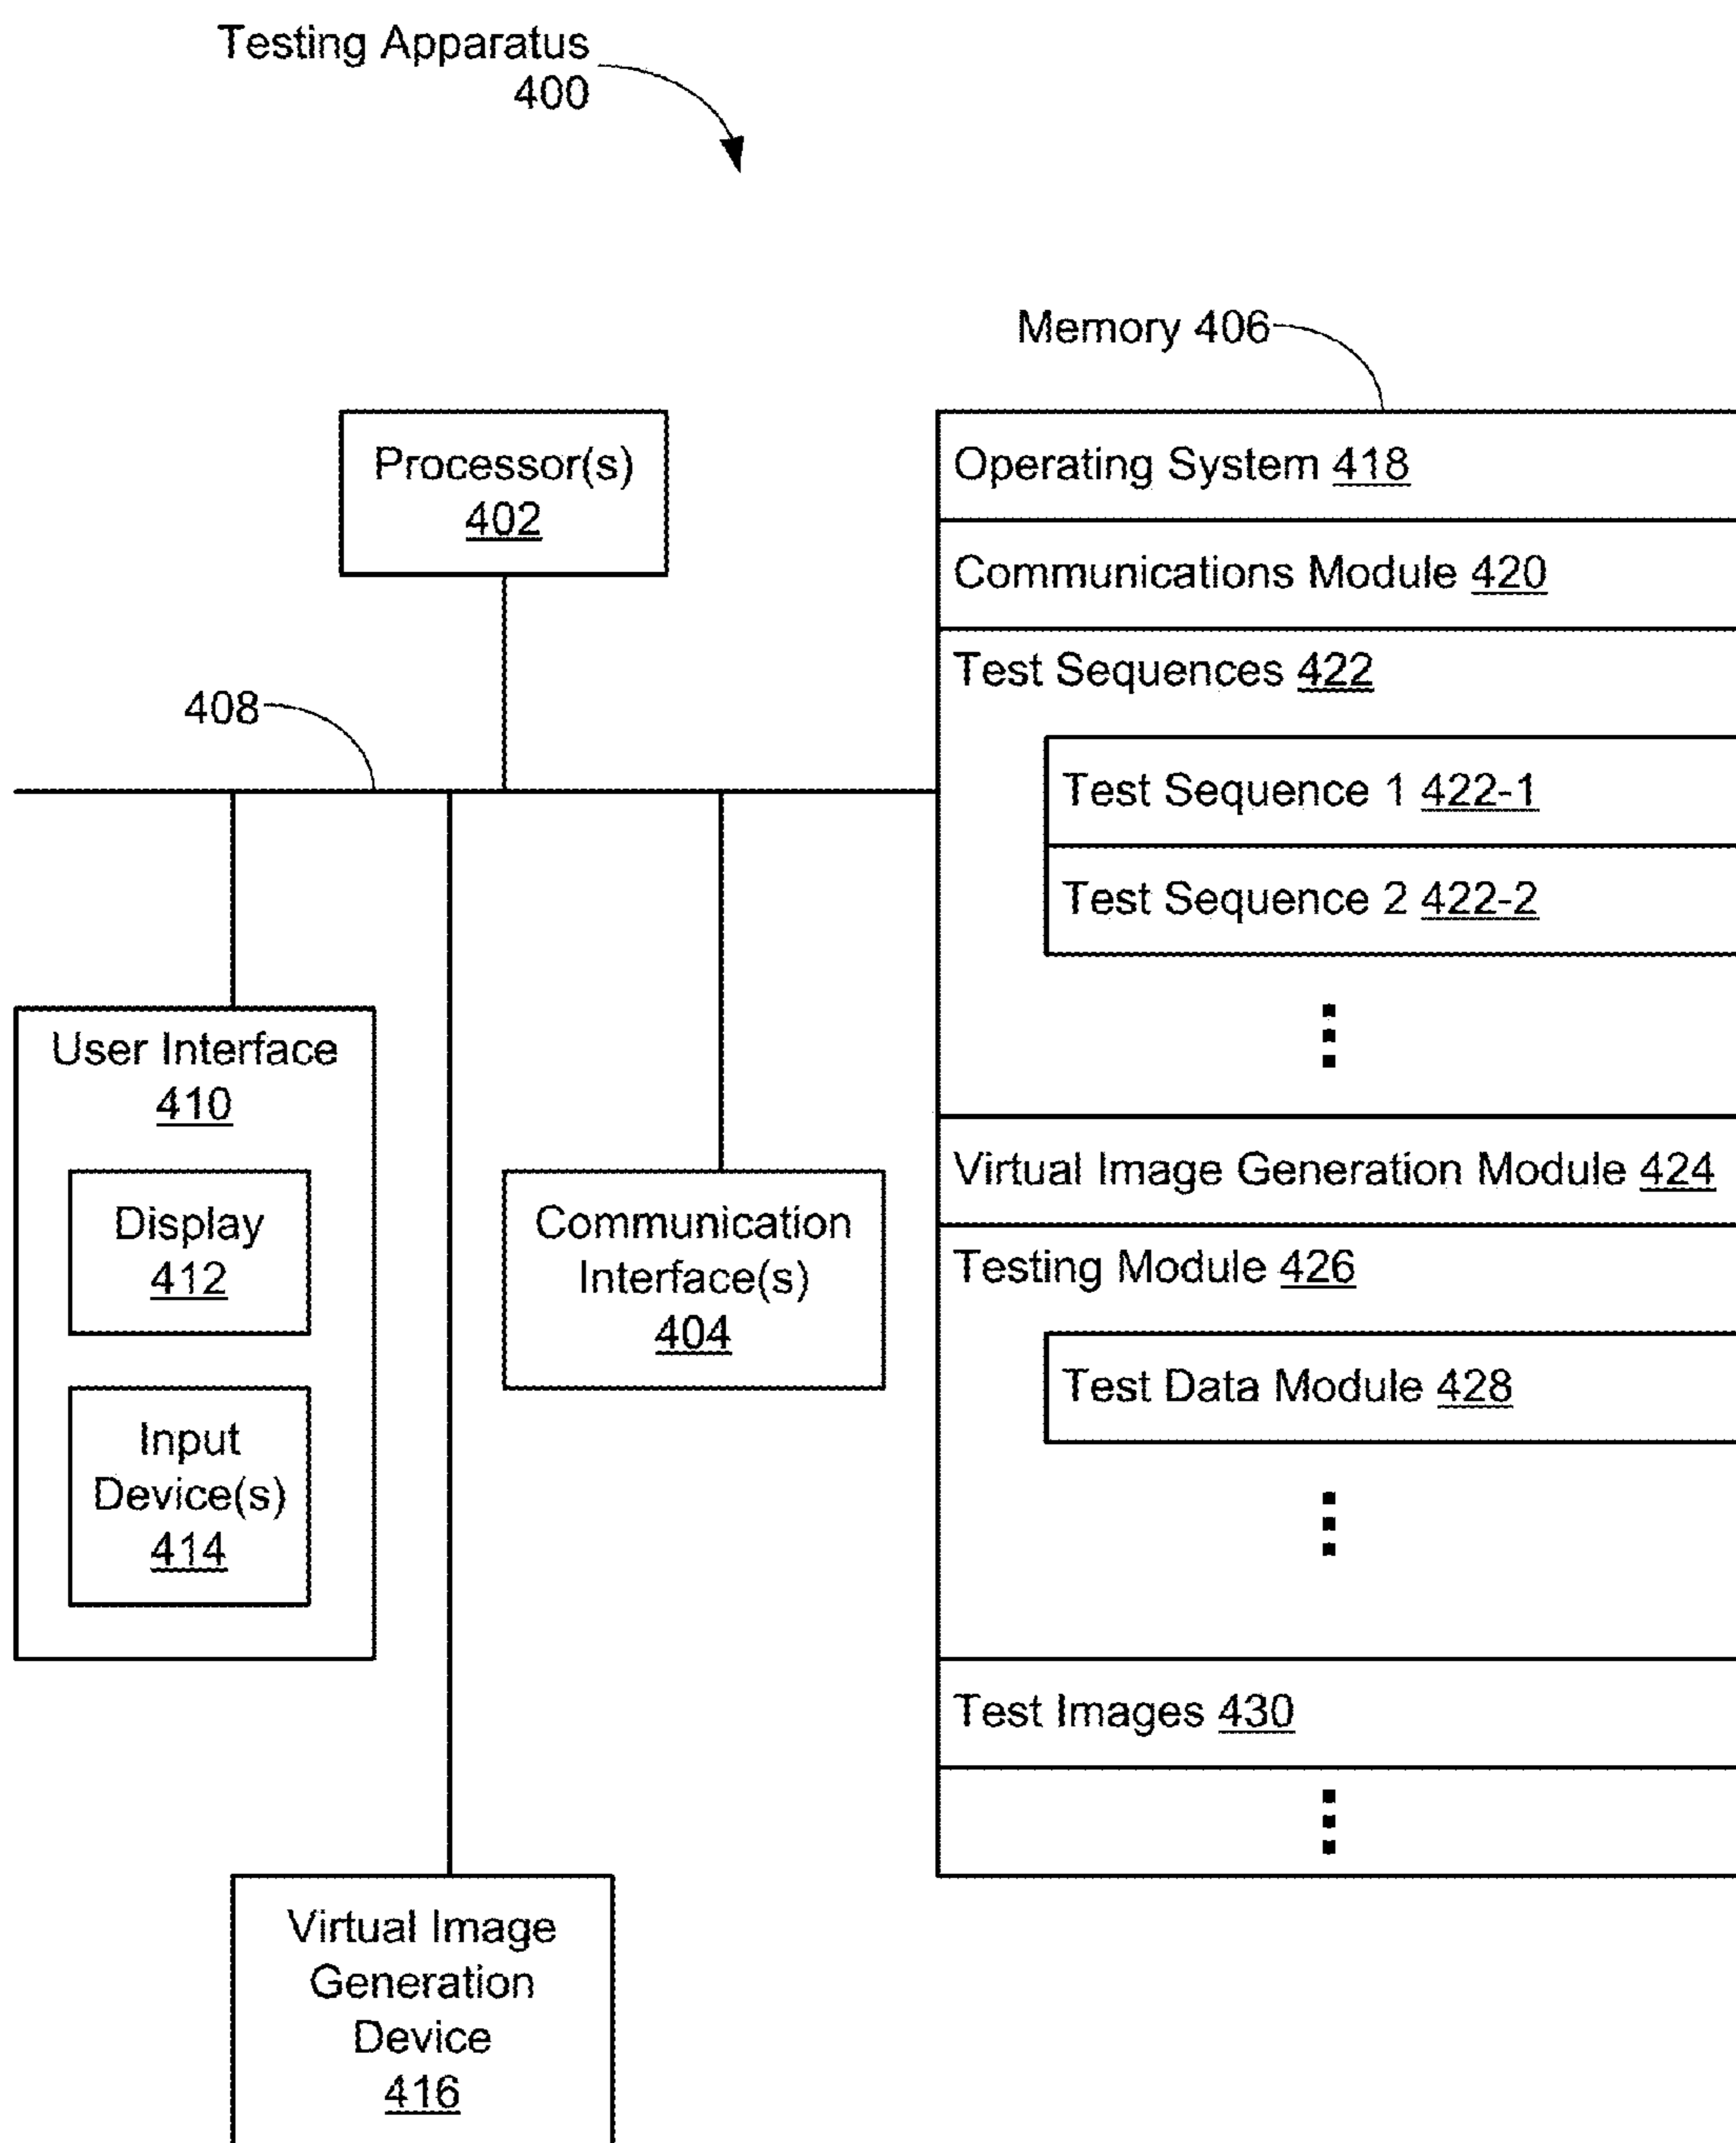 Testing Apparatus
400
Memory 406
Processor(s)
402
408
User Interface
410
Display
412
Input
Device(s)
414
Communication
Interface(s)
404
Virtual Image
Generation
Device
416
Operating System 418
Communications Module 420
Test Sequences 422
Test Sequence 1 422-1
Test Sequence 2 422-2
Virtual Image Generation Module 424
Testing Module 426
Test Data Module 428
Test Images 430